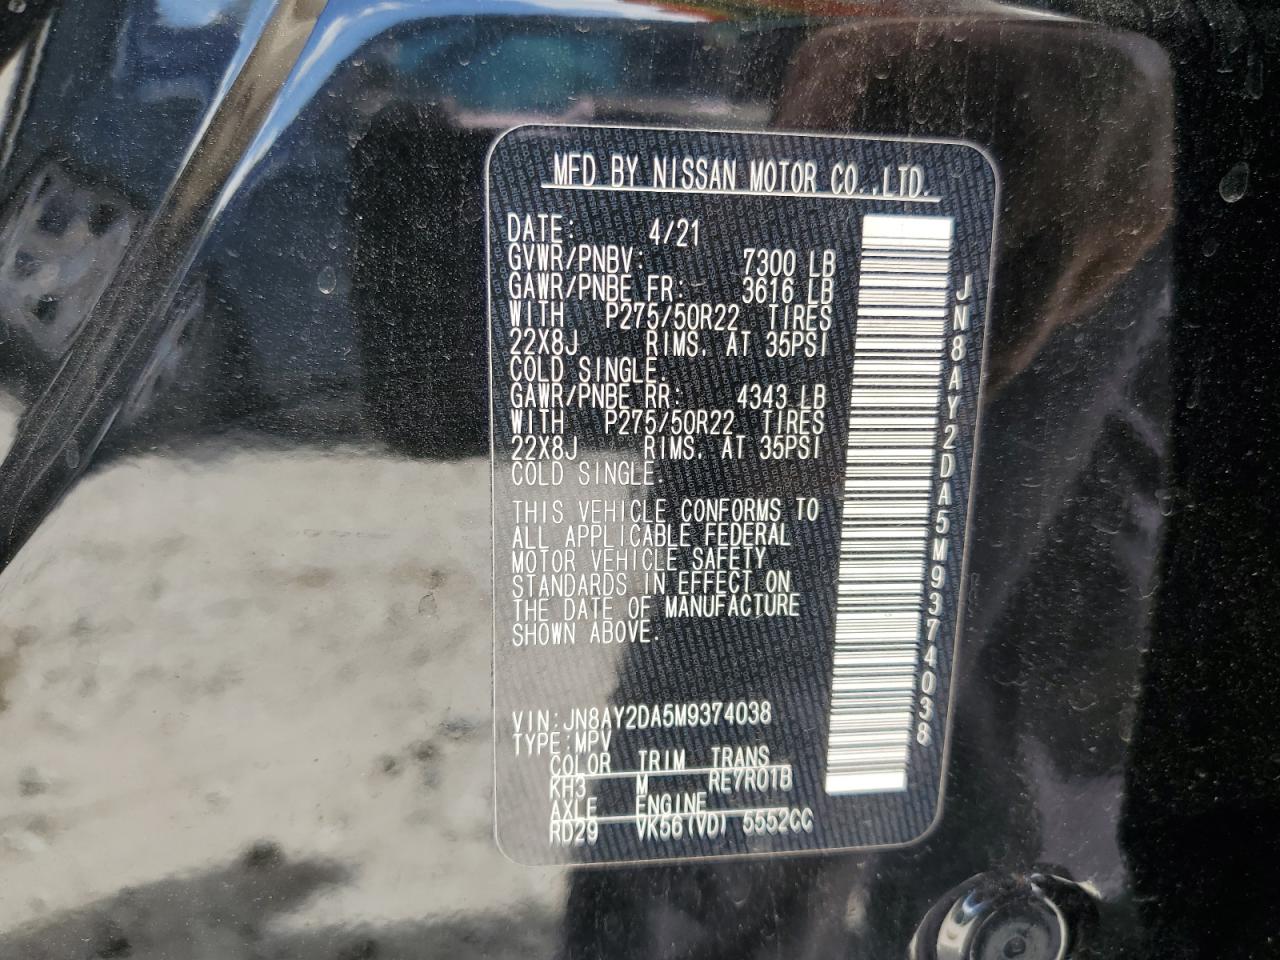 MFD BY NISSAN MOTOR CO.,LTD.
DATE: 4/21
GVWR/PNBV: 7300 LB
GAWR/PNBE FR: 3616 LB
WITH P275/50R22 TIRES
22X8J RIMS. AT 35PSI
COLD SINGLE.
GAWR/PNBE RR: 4343 LB
WITH P275/50R22 TIRES
22X8J RIMS. AT 35PSI
COLD SINGLE.
THIS VEHICLE CONFORMS TO
ALL APPLICABLE FEDERAL
MOTOR VEHICLE SAFETY
STANDARDS IN EFFECT ON
THE DATE OF MANUFACTURE
SHOWN ABOVE.
VIN:JN8AY2DA5M9374038
TYPE:MPV
COLOR TRIM TRANS
KH3 M RE7R01B
AXLE ENGINE
RD29 VK56(VD) 5552CC
JN8AY2DA5M9374038